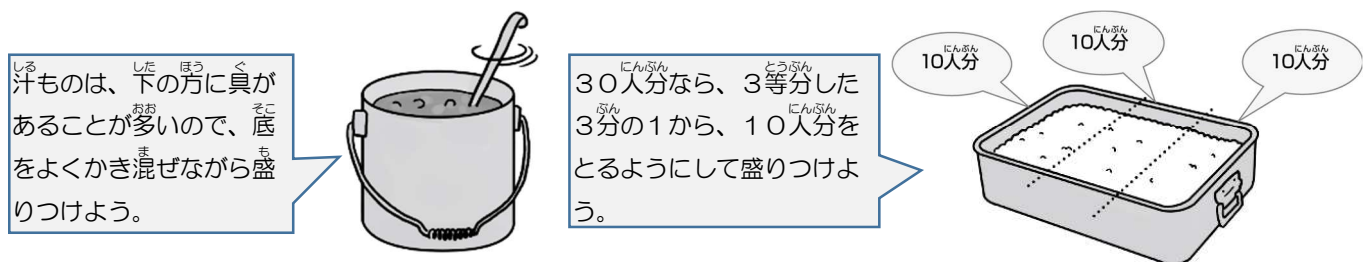 汁ものは、下の方に具が
あることが多いので、底
をよくかき混ぜながら盛
りつけよう。
30人分なら、3等分した
3分の1から、10人分を
とるようにして盛りつけよ
う。
10人分
10人分
10人分